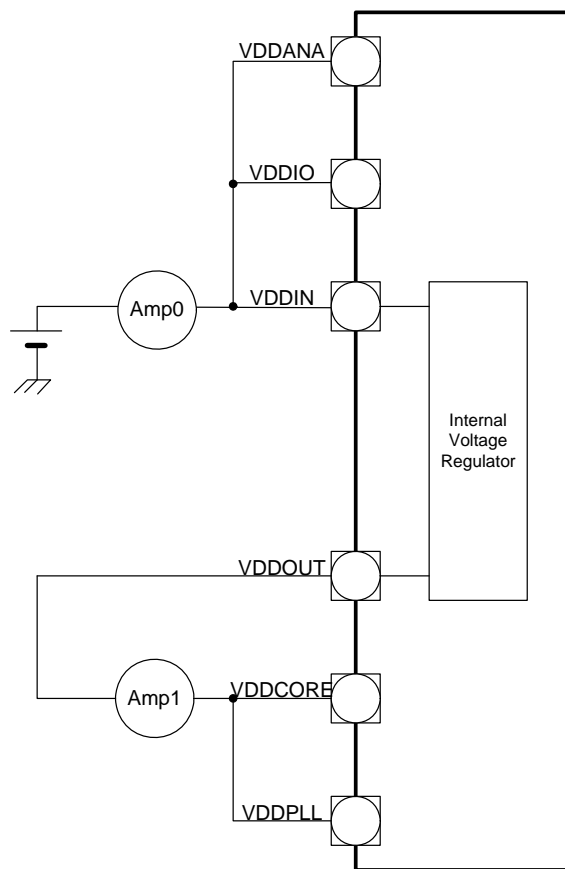 VDDANA
VDDIO
Amp0
VDDIN
Internal
Voltage
Regulator
VDDOUT
Amp1
VDDCORE
VDDPLL